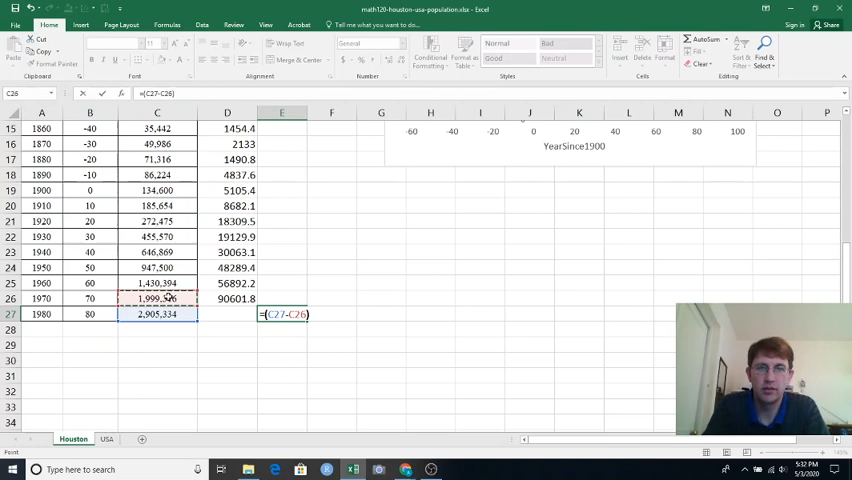 math120-houston-usa-population.xlsx - Excel
File Home Insert Page Layout Formulas Data Review View Acrobat Tell me what you want to do Sign in Share
Cut
Copy
Format Painter
Paste
Clipboard
11
B I U
Font
Wrap Text
Merge & Center
Alignment
General
$ %
Number
Conditional Formatting
Format as Table
Normal Bad
Good
Styles
Insert Delete Format
Cells
AutoSum
Fill
Clear
Sort & Filter
Find & Select
Editing
C26 fx =(C27-C26)
A B C D E F G H I J K L M N O P
15 1860 -40 35,442 1454.4
16 1870 -30 49,986 2133
17 1880 -20 71,316 1490.8
18 1890 -10 86,224 4837.6
19 1900 0 134,600 5105.4
20 1910 10 185,654 8682.1
21 1920 20 272,475 18309.5
22 1930 30 455,570 19129.9
23 1940 40 646,869 30063.1
24 1950 50 947,500 48289.4
25 1960 60 1,430,394 56892.2
26 1970 70 90601.8
27 1980 80 2,905,334 =(C27-C26)
28
29
30
31
32
33
34
-60 -40 -20 0 20 40 60 80 100
YearSince1900
Houston USA
Point
145%
Type here to search
5:32 PM
5/3/2020